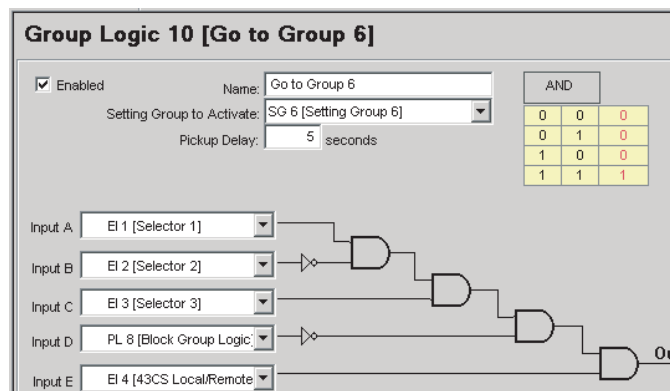 Group Logic 10 [Go to Group 6]
Enabled
Name: Go to Group 6
Setting Group to Activate: SG 6 [Setting Group 6]
Pickup Delay: 5 seconds
AND
0 0 0
0 1 0
1 0 0
1 1 1
Input A EI 1 [Selector 1]
Input B EI 2 [Selector 2]
Input C EI 3 [Selector 3]
Input D PL 8 [Block Group Logic]
Input E EI 4 [43CS Local/Remote